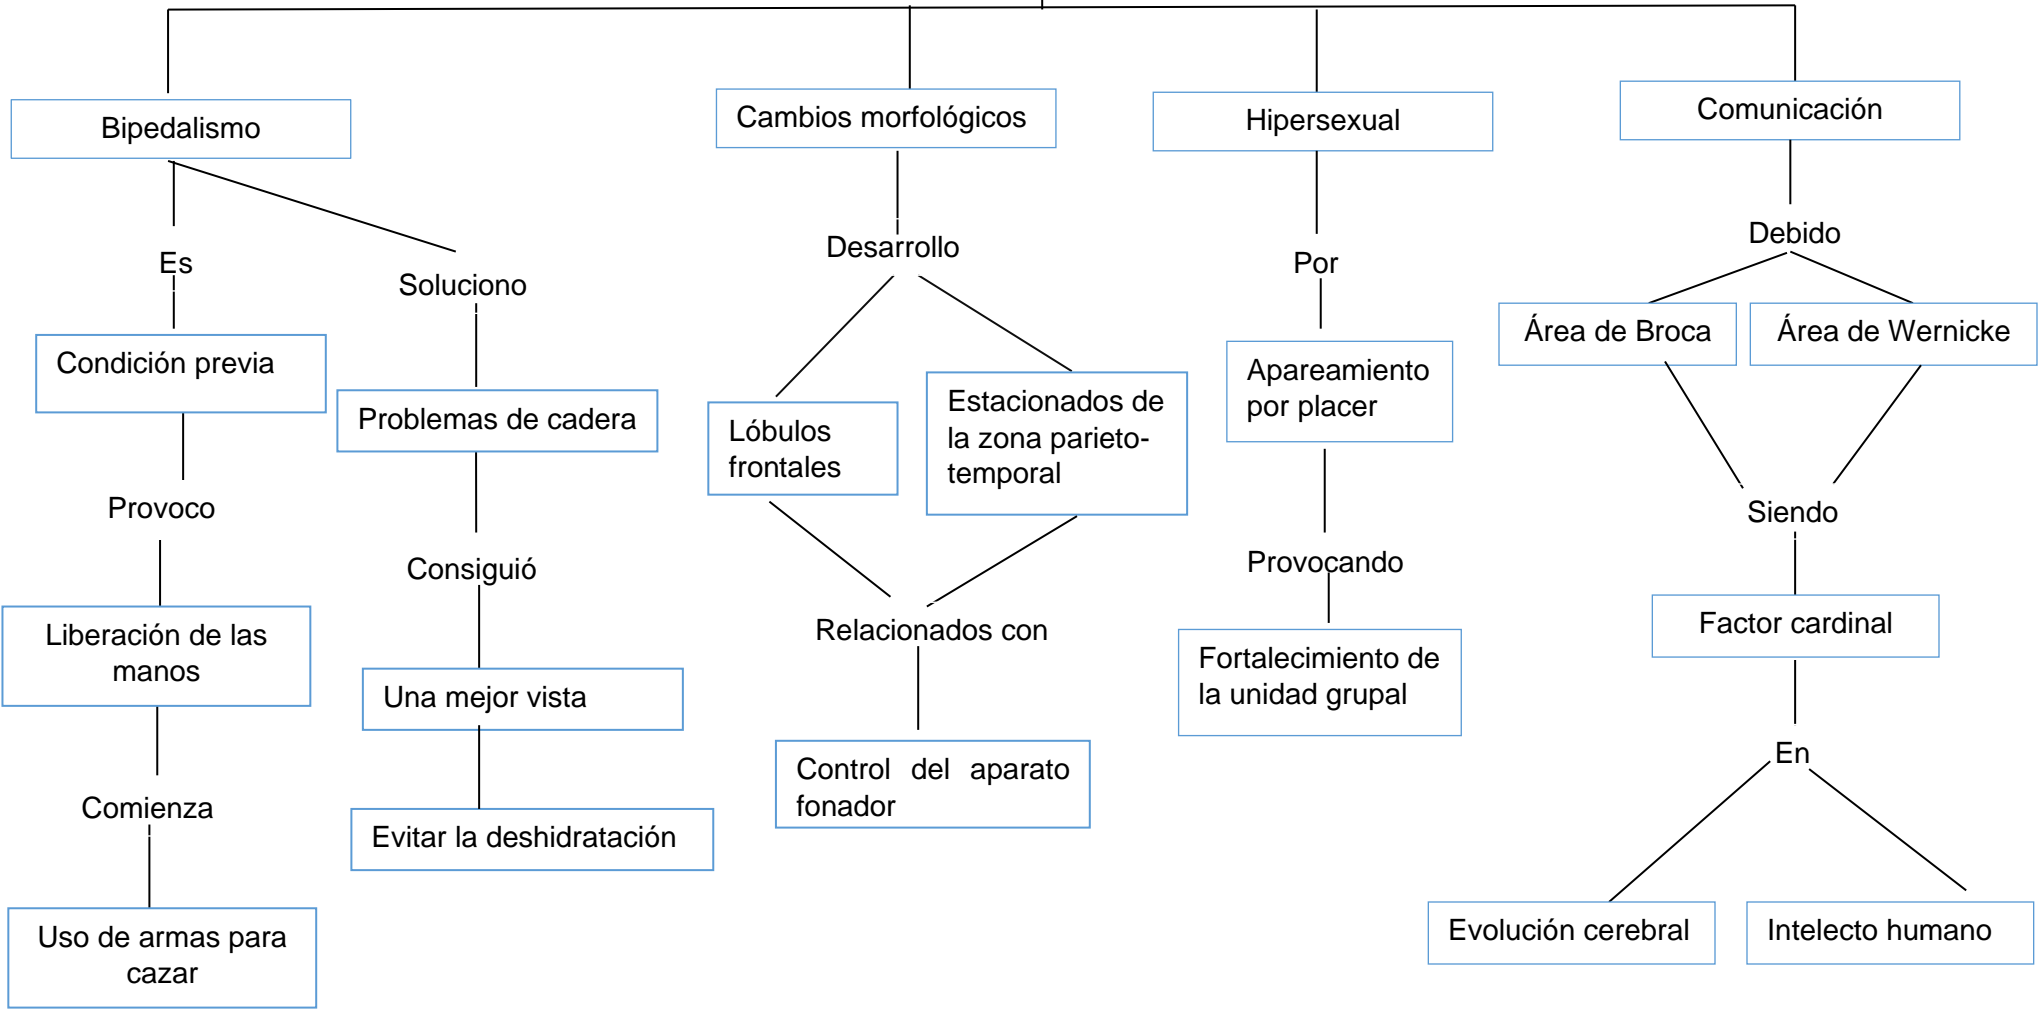 Bipedalismo
Cambios morfológicos
Hipersexual
Comunicación
Es
Soluciono
Desarrollo
Por
Debido
Condición previa
Problemas de cadera
Lóbulos
frontales
Estacionados de
la zona parieto-
temporal
Apareamiento
por placer
Área de Broca
Área de Wernicke
Provoco
Consiguió
Relacionados con
Provocando
Siendo
Liberación de las
manos
Una mejor vista
Control del aparato
fonador
Fortalecimiento de
la unidad grupal
Factor cardinal
Comienza
Evitar la deshidratación
En
Uso de armas para
cazar
Evolución cerebral
Intelecto humano